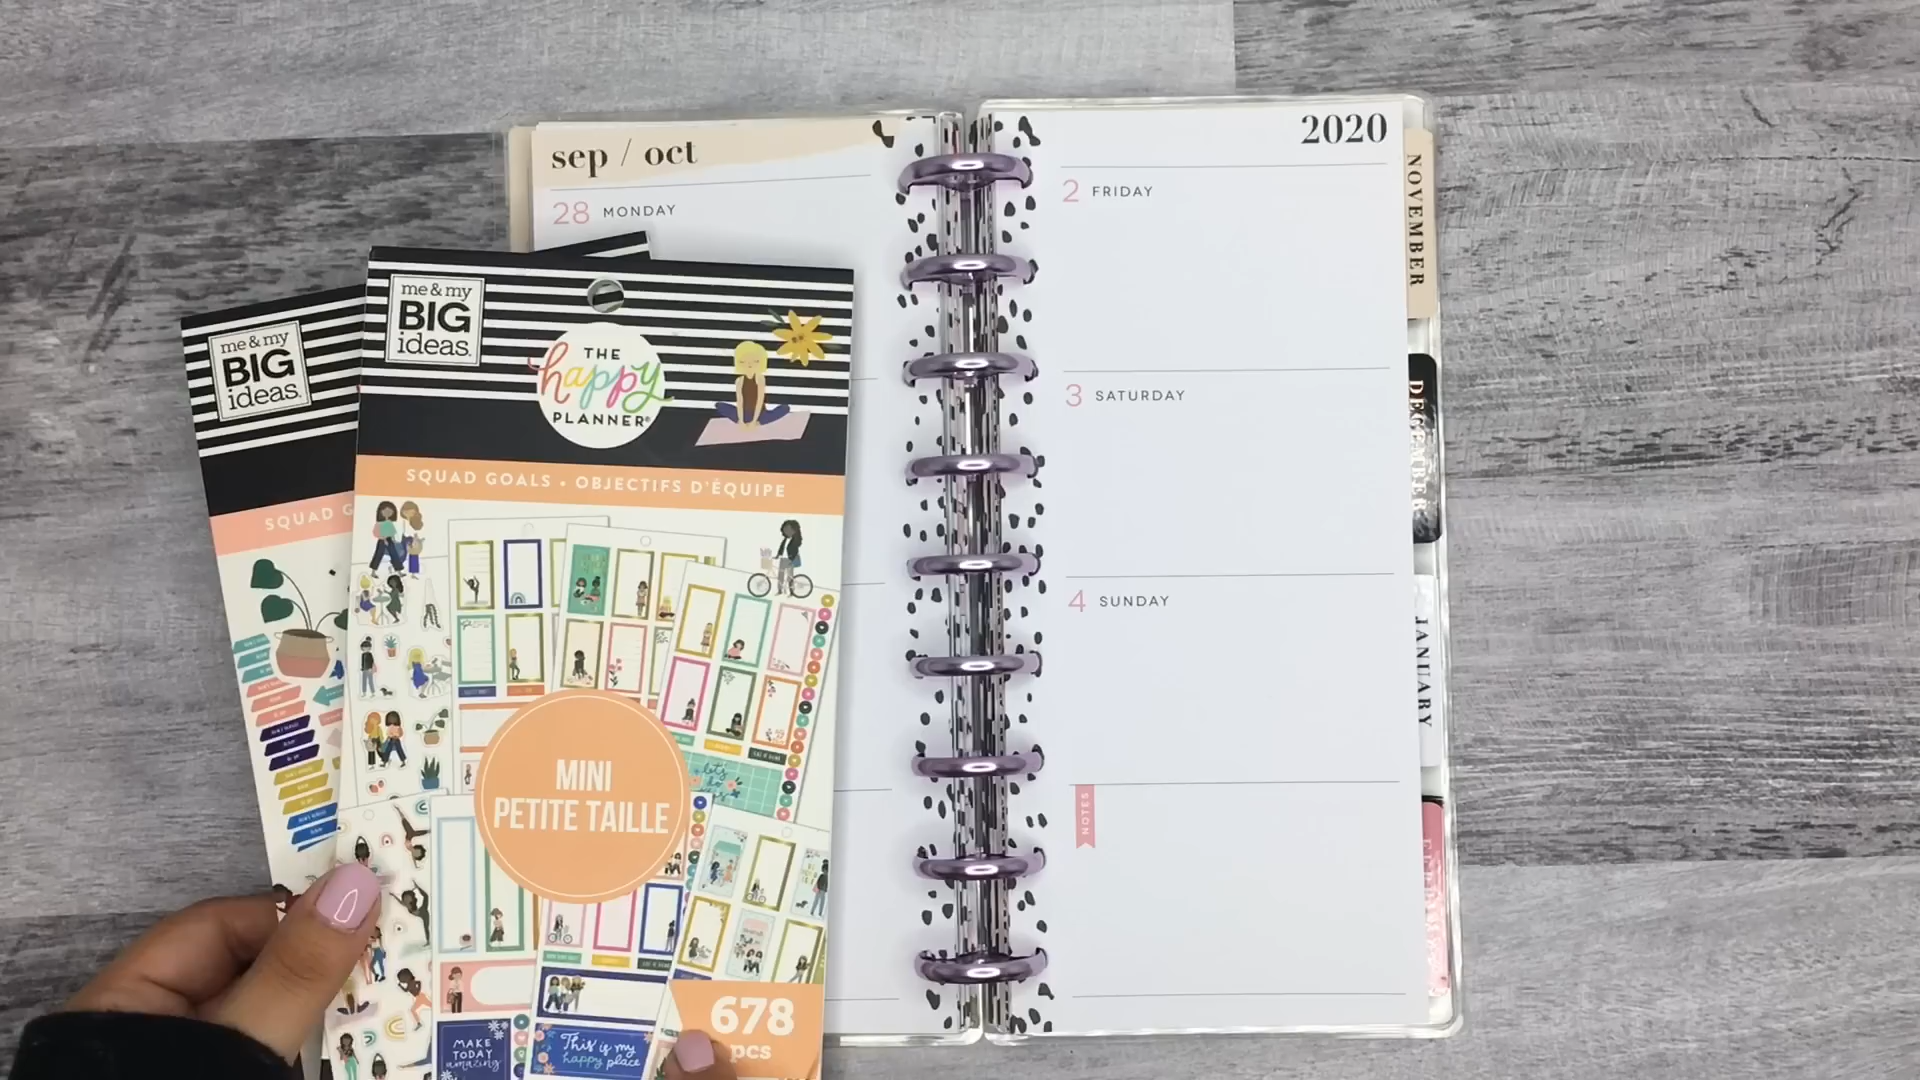 sep / oct
28 MONDAY
2020
2 FRIDAY
3 SATURDAY
4 SUNDAY
NOTES
NOVEMBER
DECEMBER
JANUARY
me & my
BIG
ideas.
SQUAD G
me & my
BIG
ideas.
THE
happy
PLANNER®
SQUAD GOALS • OBJECTIFS D'ÉQUIPE
MINI
PETITE TAILLE
678
pcs
MAKE
TODAY
amazing
This is my
happy place
let's